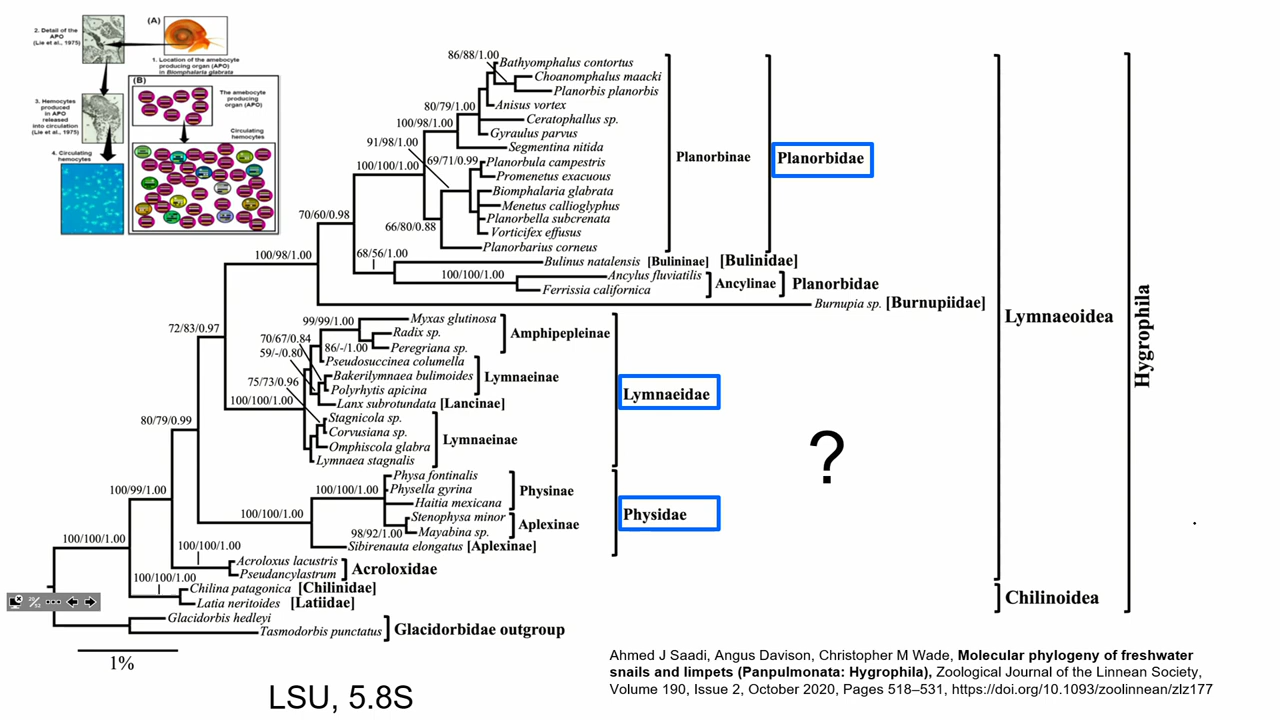 (A)
2. Detail of the
APO
(Lie et al., 1975)
1. Location of the amebocyte
producing organ (APO)
in Biomphalaria glabrata
(B)
The amebocyte
producing
organ (APO)
3. Hemocytes
produced
in APO
released
into circulation
(Lie et al., 1975)
Circulating
hemocytes
4. Circulating
hemocytes
86/88/1.00
Bathyomphalus contortus
Choanomphalus maacki
Planorbis planorbis
80/79/1.00
Anisus vortex
Ceratophallus sp.
100/98/1.00
Gyraulus parvus
91/98/1.00
Segmentina nitida
Planorbinae
Planorbidae
100/100/1.00
69/71/0.99
Planorbula campestris
Promenetus exacuous
Biomphalaria glabrata
Menetus callioglyphus
Planorbella subcrenata
66/80/0.88
Vorticifex effusus
Planorbarius corneus
70/60/0.98
100/98/1.00
68/56/1.00
Bulinus natalensis [Bulininae] [Bulinidae]
100/100/1.00
Ancylus fluviatilis
Ferrissia californica
Ancylinae
Planorbidae
Burnupia sp. [Burnupiidae]
Lymnaeoidea
Hygrophila
72/83/0.97
99/99/1.00
Myxas glutinosa
Radix sp.
Amphipepleinae
70/67/0.84
86/-/1.00
Peregriana sp.
59/-/0.80
Pseudosuccinea columella
Bakerilymnaea bulimoides
Lymnaeinae
75/73/0.96
Polyrhytis apicina
100/100/1.00
Lanx subrotundata [Lancinae]
Lymnaeidae
Stagnicola sp.
Corvusiana sp.
Lymnaeinae
Omphiscola glabra
Lymnaea stagnalis
80/79/0.99
?
100/99/1.00
100/100/1.00
100/100/1.00
Physa fontinalis
Physella gyrina
Physinae
Haitia mexicana
Stenophysa minor
Aplexinae
98/92/1.00
Mayabina sp.
Physidae
Sibirenauta elongatus [Aplexinae]
100/100/1.00
100/100/1.00
Acroloxus lacustris
Pseudancylastrum
Acroloxidae
100/100/1.00
Chilina patagonica [Chilinidae]
Latia neritoides [Latiidae]
Chilinoidea
Glacidorbis hedleyi
Tasmodorbis punctatus
Glacidorbidae outgroup
1%
LSU, 5.8S
Ahmed J Saadi, Angus Davison, Christopher M Wade, Molecular phylogeny of freshwater
snails and limpets (Panpulmonata: Hygrophila), Zoological Journal of the Linnean Society,
Volume 190, Issue 2, October 2020, Pages 518–531, https://doi.org/10.1093/zoolinnean/zlz177